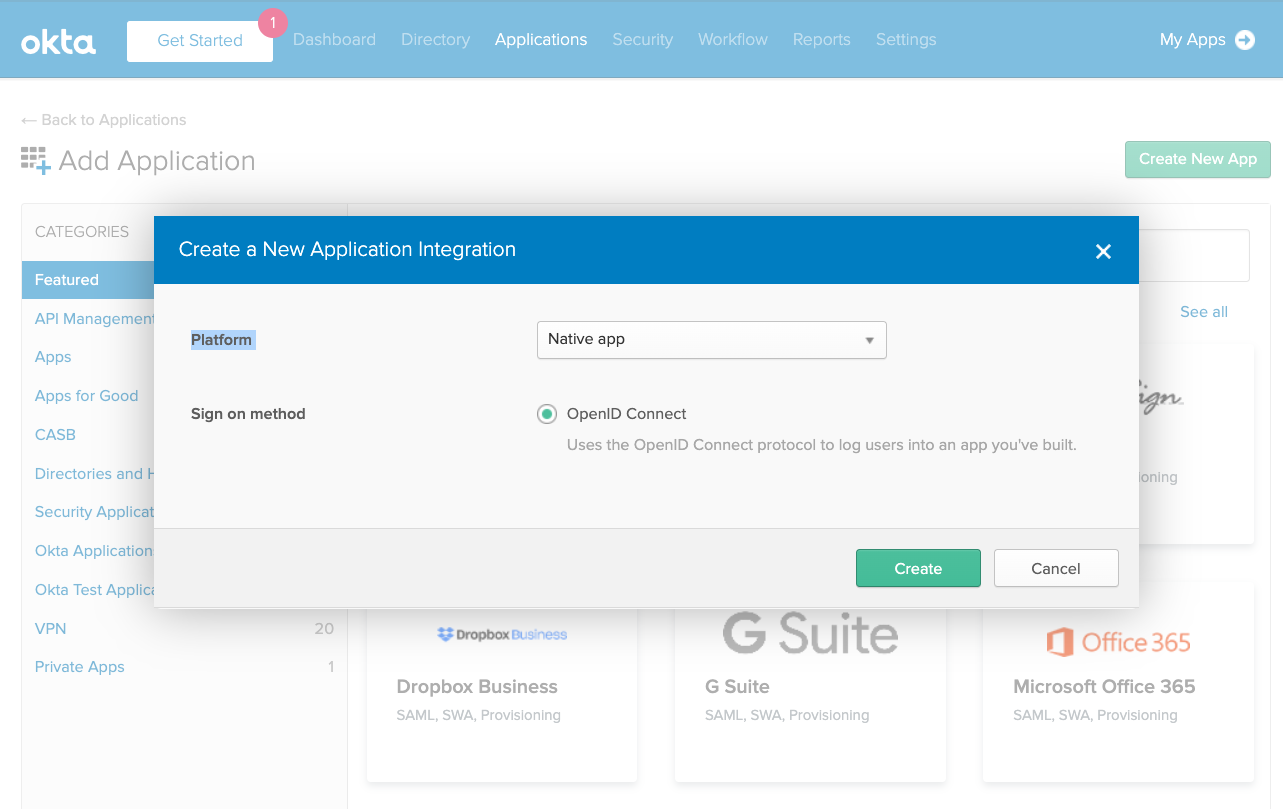 okta
Get Started
1
Dashboard
Directory
Applications
Security
Workflow
Reports
Settings
My Apps
← Back to Applications
Add Application
Create New App
CATEGORIES
Featured
API Management
Apps
Apps for Good
CASB
Directories and H
Security Applicat
Okta Application
Okta Test Applica
VPN 20
Private Apps 1
See all
Create a New Application Integration
Platform
Native app
Sign on method
OpenID Connect
Uses the OpenID Connect protocol to log users into an app you've built.
Create
Cancel
ign
ioning
Dropbox Business
Dropbox Business
SAML, SWA, Provisioning
G Suite
G Suite
SAML, SWA, Provisioning
Office 365
Microsoft Office 365
SAML, SWA, Provisioning